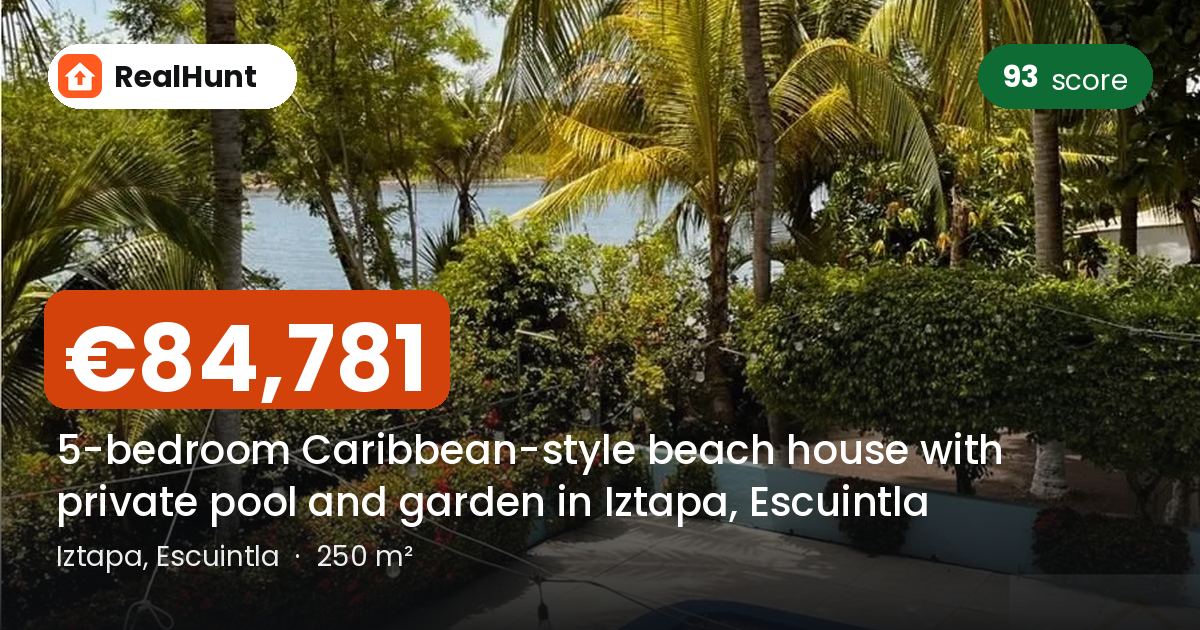 RealHunt
93 score
€84,781
5-bedroom Caribbean-style beach house with
private pool and garden in Iztapa, Escuintla
Iztapa, Escuintla · 250 m²